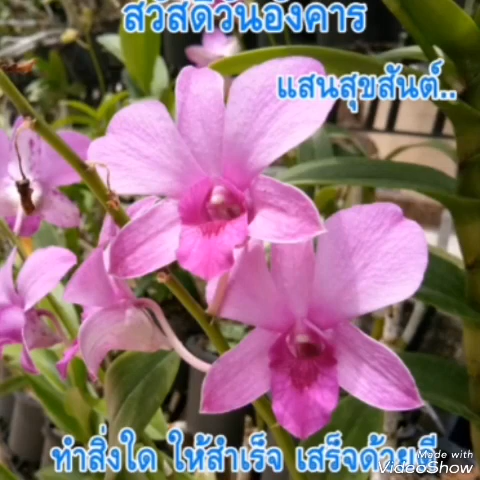 สวัสดีวันอังคาร
แสนสุขสันต์..
ทำสิ่งใด ให้สำเร็จ เสร็จด้วยดี
Made with
VideoShow